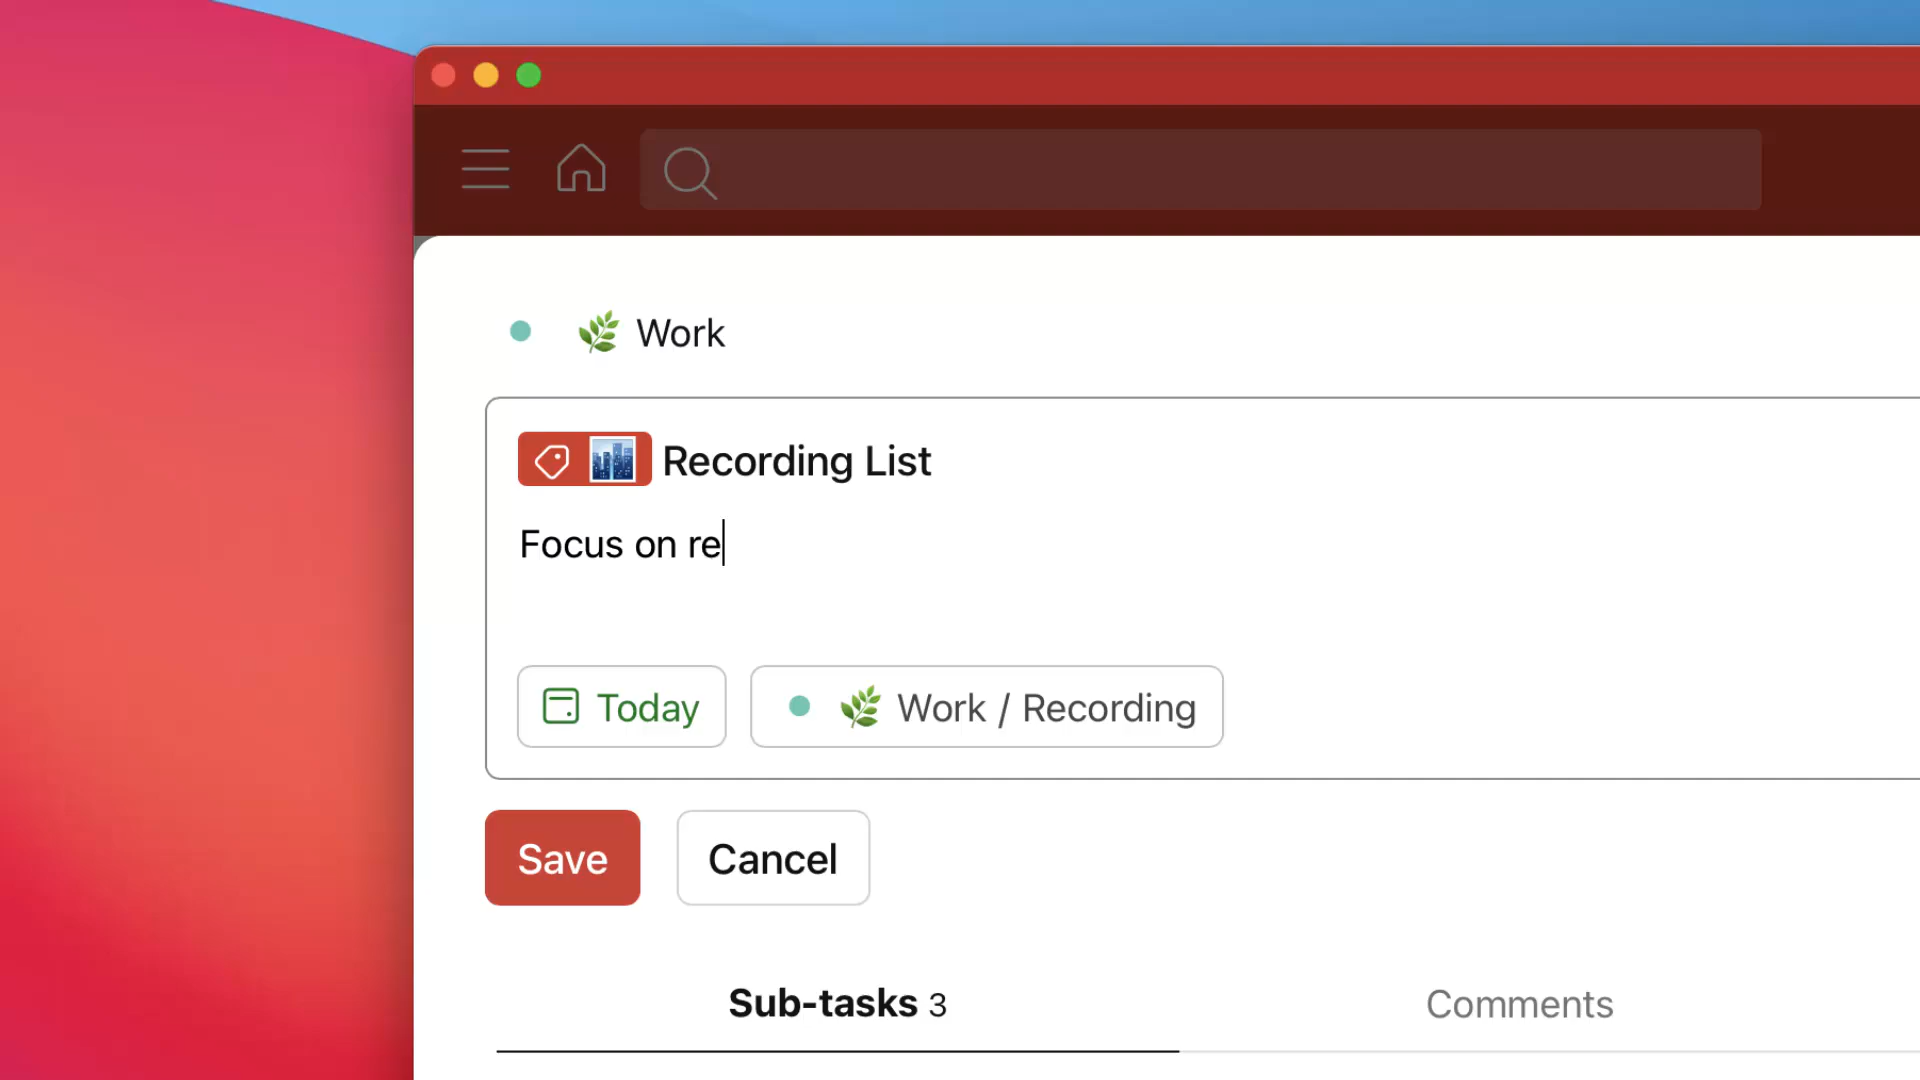 Work
Recording List
Focus on re
Today
Work / Recording
Save
Cancel
Sub-tasks 3
Comments